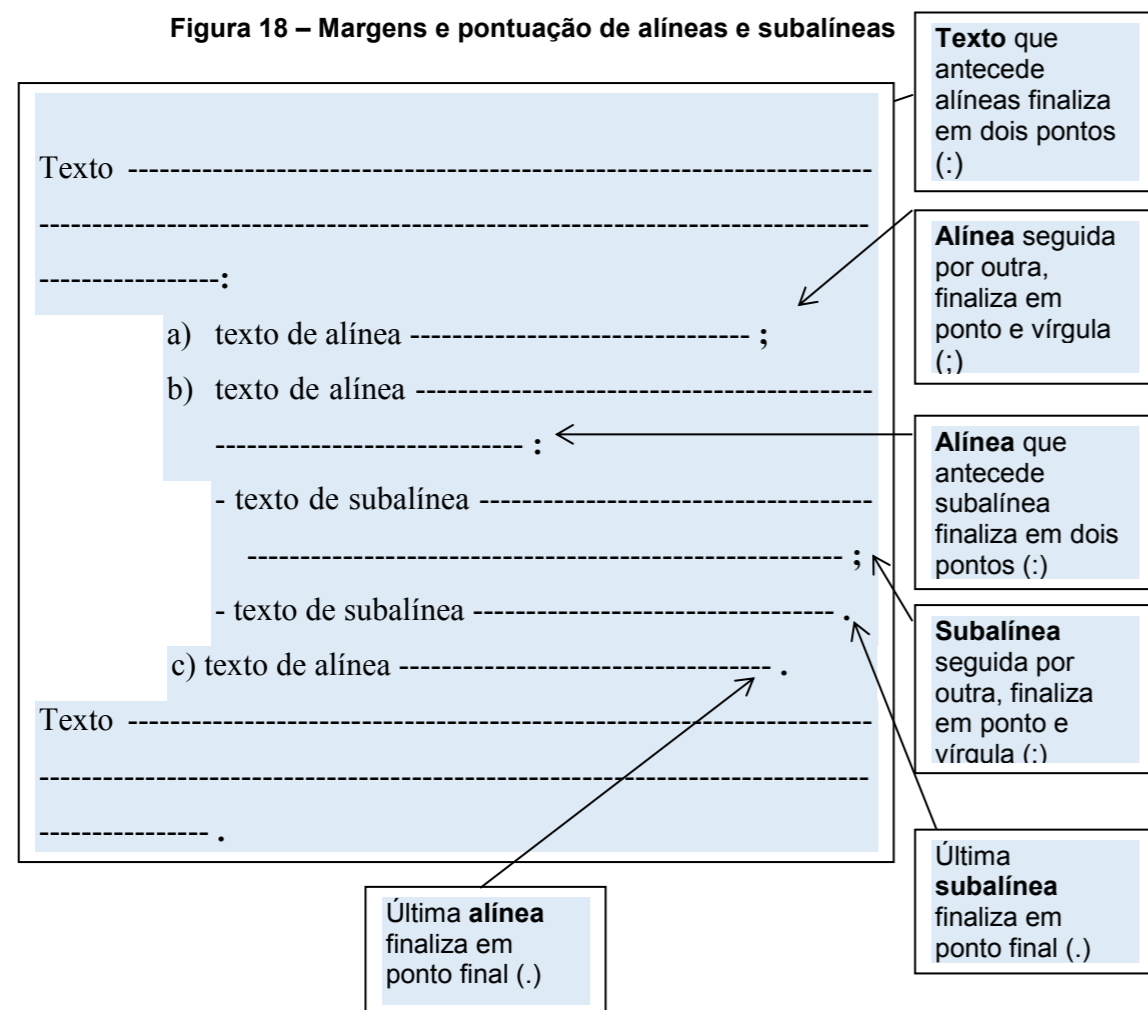 Figura 18 – Margens e pontuação de alíneas e subalíneas
Texto ----------------------------------------------------------------------
------------------------------------------------------------------------------
-----------------:
a) texto de alínea -------------------------------- ;
b) texto de alínea -------------------------------------------
----------------------------- :
- texto de subalínea -------------------------------------
-------------------------------------------------------- ;
- texto de subalínea ---------------------------------- .
c) texto de alínea ----------------------------------- .
Texto ----------------------------------------------------------------------
------------------------------------------------------------------------------
---------------- .
Texto que
antecede
alíneas finaliza
em dois pontos
(:)
Alínea seguida
por outra,
finaliza em
ponto e vírgula
(;)
Alínea que
antecede
subalínea
finaliza em dois
pontos (:)
Subalínea
seguida por
outra, finaliza
em ponto e
vírgula (;)
Última
subalínea
finaliza em
ponto final (.)
Última alínea
finaliza em
ponto final (.)